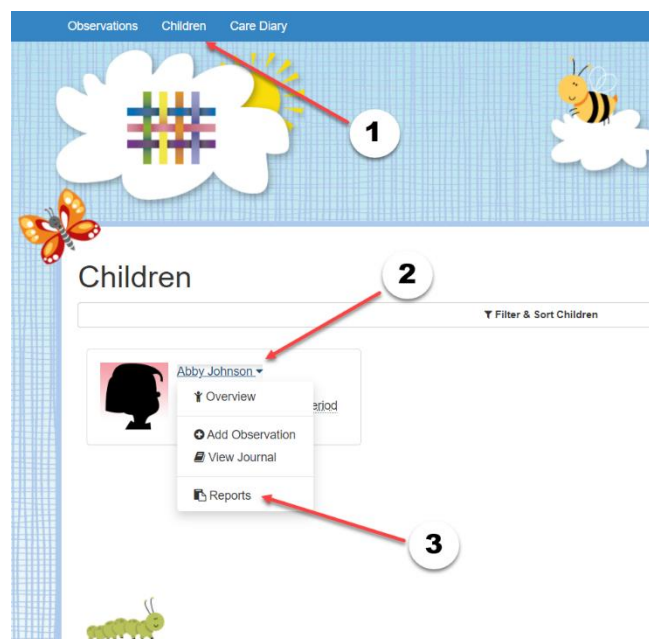 Observations Children Care Diary
1
Children
2
Filter & Sort Children
Abby Johnson
Overview
eriod
Add Observation
View Journal
Reports
3